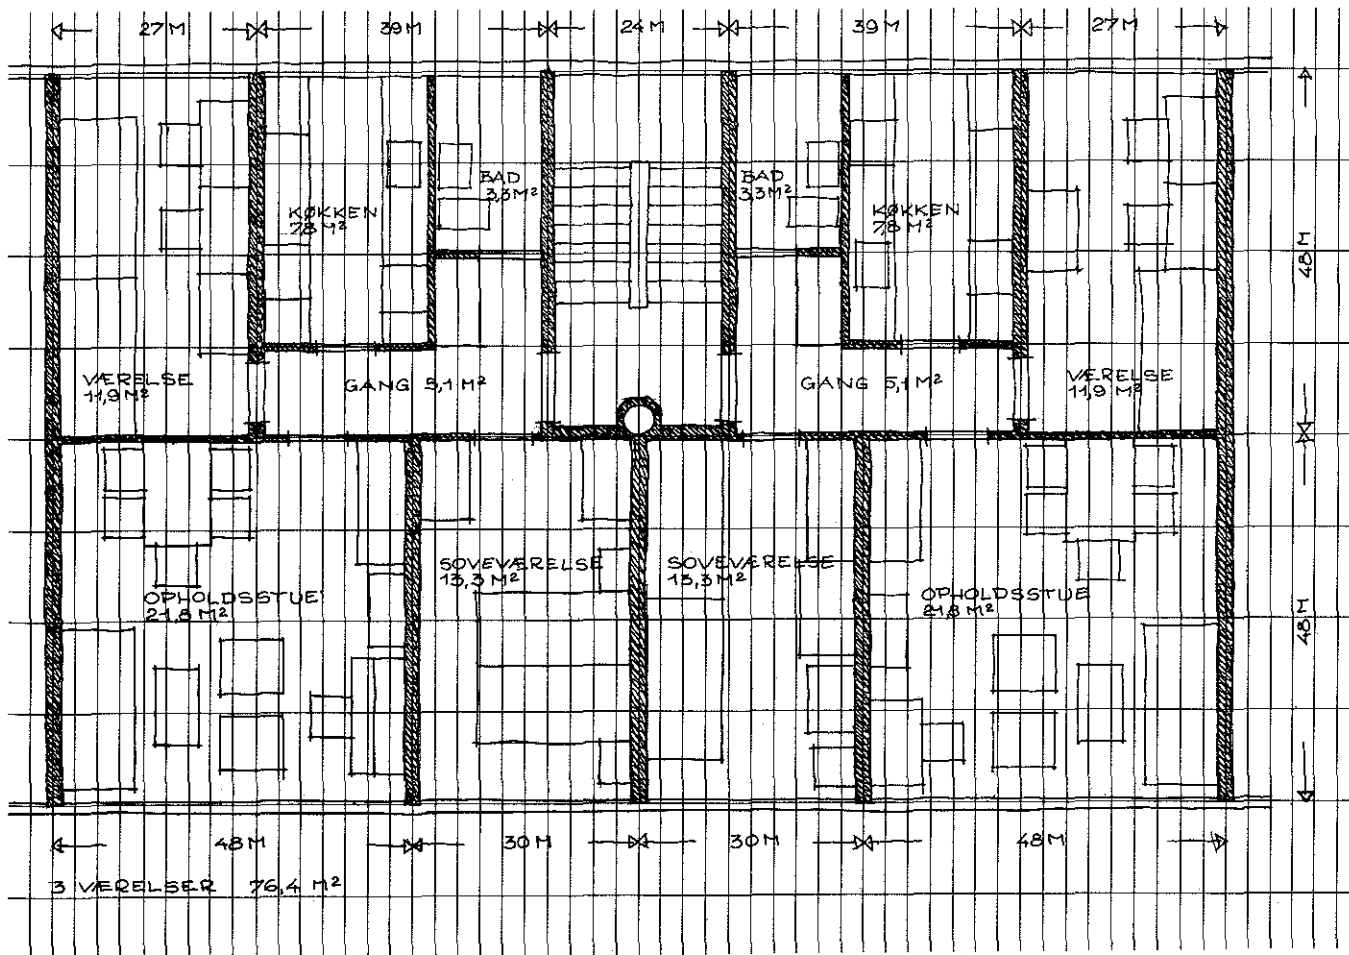 27M 39M 24M 39M 27M
BAD
3,3M²
BAD
3,3M²
KØKKEN
7,8 M²
KØKKEN
7,8 M²
48M
VÆRELSE
11,9 M²
GANG 5,1 M²
GANG 5,1 M²
VÆRELSE
11,9 M²
SOVEVÆRELSE
13,3 M²
SOVEVÆRELSE
13,3 M²
OPHOLDSSTUE
21,8 M²
OPHOLDSSTUE
21,8 M²
48M
48M 30M 30M 48M
3 VÆRELSER 76,4 M²